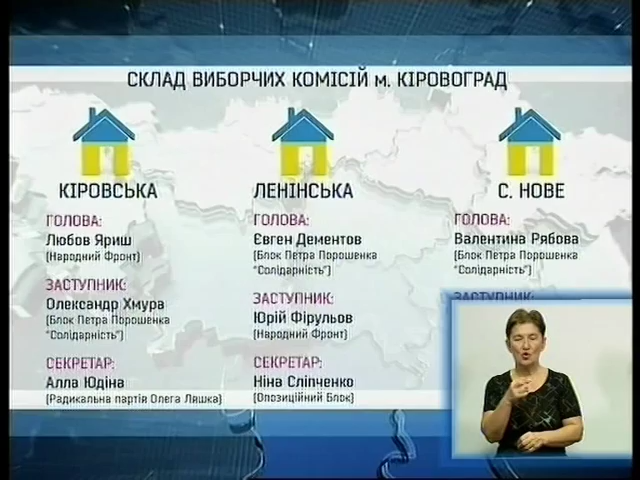 СКЛАД ВИБОРЧИХ КОМІСІЙ м. КІРОВОГРАД
КІРОВСЬКА
ГОЛОВА:
Любов Яриш
(Народний Фронт)
ЗАСТУПНИК:
Олександр Хмура
(Блок Петра Порошенка
"Солідарність")
СЕКРЕТАР:
Алла Юдіна
(Радикальна партія Олега Ляшка)
ЛЕНІНСЬКА
ГОЛОВА:
Євген Дементов
(Блок Петра Порошенка
"Солідарність")
ЗАСТУПНИК:
Юрій Фірульов
(Народний Фронт)
СЕКРЕТАР:
Ніна Сліпченко
(Опозиційний Блок)
С. НОВЕ
ГОЛОВА:
Валентина Рябова
(Блок Петра Порошенка
"Солідарність")
ЗАСТУПНИК: